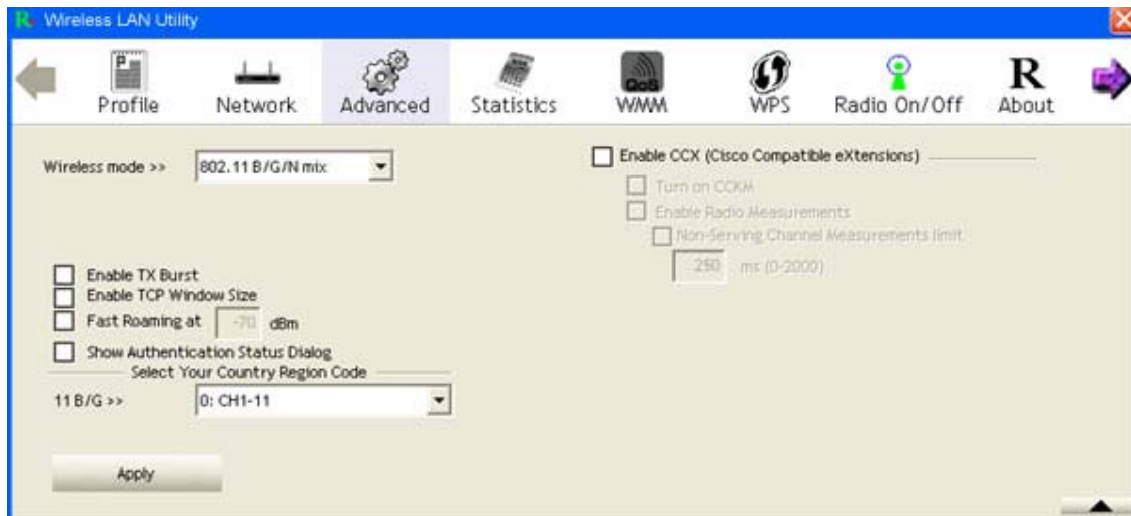 R Wireless LAN Utility
P
QoS
R
Profile Network Advanced Statistics WMM WPS Radio On/Off About
Wireless mode >> 802.11 B/G/N mix
Enable CCX (Cisco Compatible eXtensions)
Turn on CCKM
Enable Radio Measurements
Non-Serving Channel Measurements limit
250 ms (0-2000)
Enable TX Burst
Enable TCP Window Size
Fast Roaming at -70 dBm
Show Authentication Status Dialog
Select Your Country Region Code
11 B/G >> 0: CH1-11
Apply